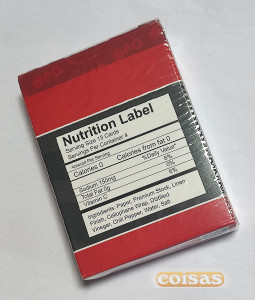 Nutrition Label
Serving Size 13 Cards
Servings Per Container 4
Amount Per Serving
Calories 0 Calories from fat 0
%Daily Value*
Sodium 150mg 6%
Total Fat 0g 0%
Vitamin C 6%
Ingredients: Paper, Premium Stock, Linen
Finish, Cellophane Wrap, Distilled
Vinegar, Chili Pepper, Water, Salt
coisas